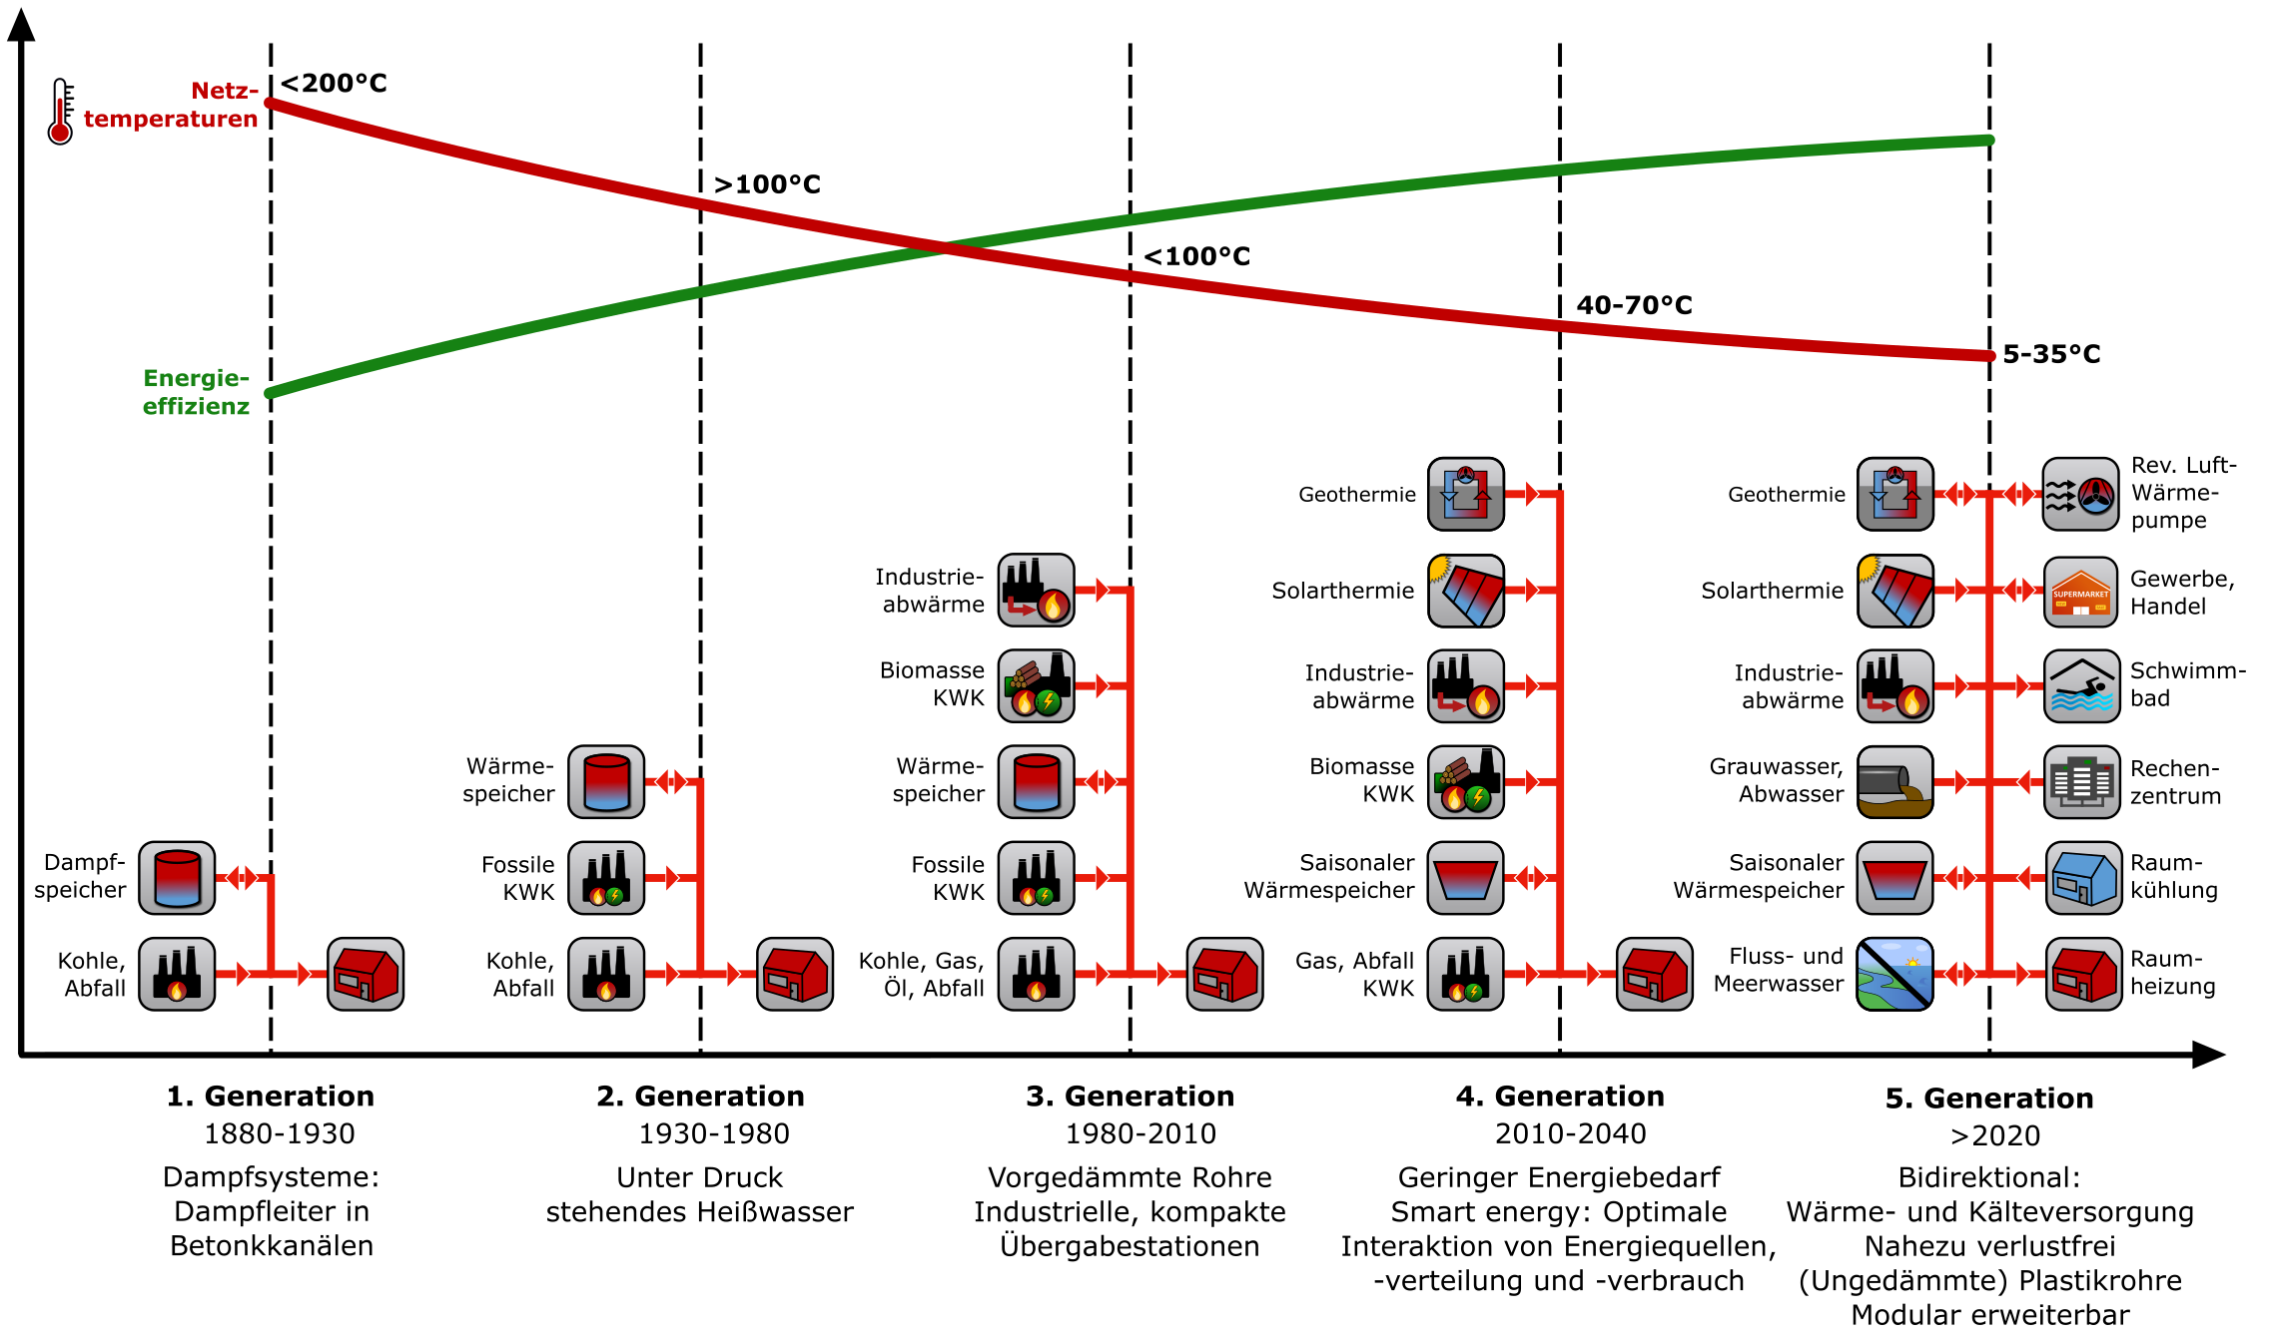 Netz-
temperaturen
<200°C
>100°C
<100°C
40-70°C
5-35°C
Energie-
effizienz
Dampf-
speicher
Kohle,
Abfall
Wärme-
speicher
Fossile
KWK
Kohle,
Abfall
Industrie-
abwärme
Biomasse
KWK
Wärme-
speicher
Fossile
KWK
Kohle, Gas,
Öl, Abfall
Geothermie
Solarthermie
Industrie-
abwärme
Biomasse
KWK
Saisonaler
Wärmespeicher
Gas, Abfall
KWK
Geothermie
Solarthermie
Industrie-
abwärme
Grauwasser,
Abwasser
Saisonaler
Wärmespeicher
Fluss- und
Meerwasser
Rev. Luft-
Wärme-
pumpe
SUPERMARKET
Gewerbe,
Handel
Schwimm-
bad
Rechen-
zentrum
Raum-
kühlung
Raum-
heizung
1. Generation
1880-1930
Dampfsysteme:
Dampfleiter in
Betonkkanälen
2. Generation
1930-1980
Unter Druck
stehendes Heißwasser
3. Generation
1980-2010
Vorgedämmte Rohre
Industrielle, kompakte
Übergabestationen
4. Generation
2010-2040
Geringer Energiebedarf
Smart energy: Optimale
Interaktion von Energiequellen,
-verteilung und -verbrauch
5. Generation
>2020
Bidirektional:
Wärme- und Kälteversorgung
Nahezu verlustfrei
(Ungedämmte) Plastikrohre
Modular erweiterbar